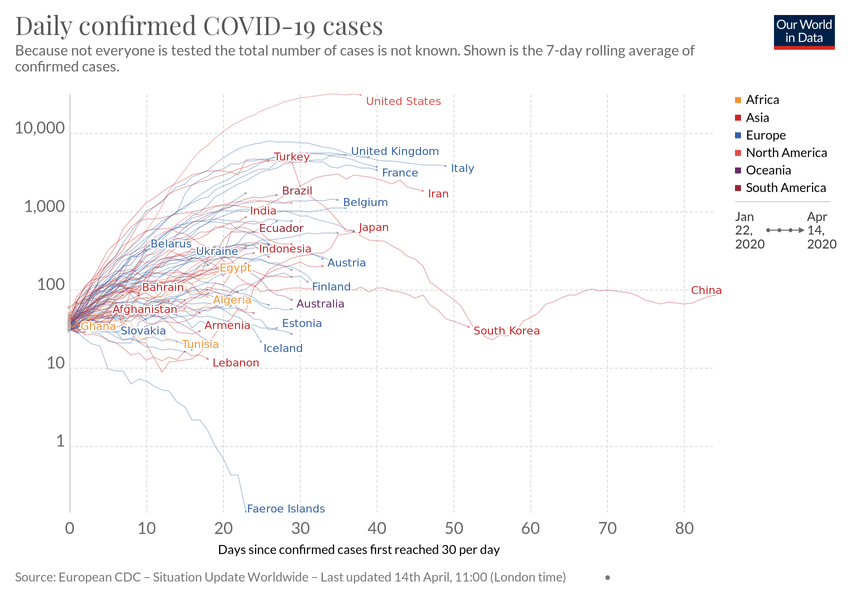 Daily confirmed COVID-19 cases
Because not everyone is tested the total number of cases is not known. Shown is the 7-day rolling average of
confirmed cases.
Our World
in Data
10,000
1,000
100
10
1
United States
Turkey
United Kingdom
Italy
France
Iran
Brazil
Belgium
India
Ecuador
Japan
Belarus
Ukraine
Indonesia
Austria
Egypt
Bahrain
Finland
China
Algeria
Australia
Afghanistan
Ghana
Slovakia
Armenia
Estonia
South Korea
Tunisia
Iceland
Lebanon
Faeroe Islands
0 10 20 30 40 50 60 70 80
Days since confirmed cases first reached 30 per day
Africa
Asia
Europe
North America
Oceania
South America
Jan
22,
2020
Apr
14,
2020
Source: European CDC – Situation Update Worldwide – Last updated 14th April, 11:00 (London time)